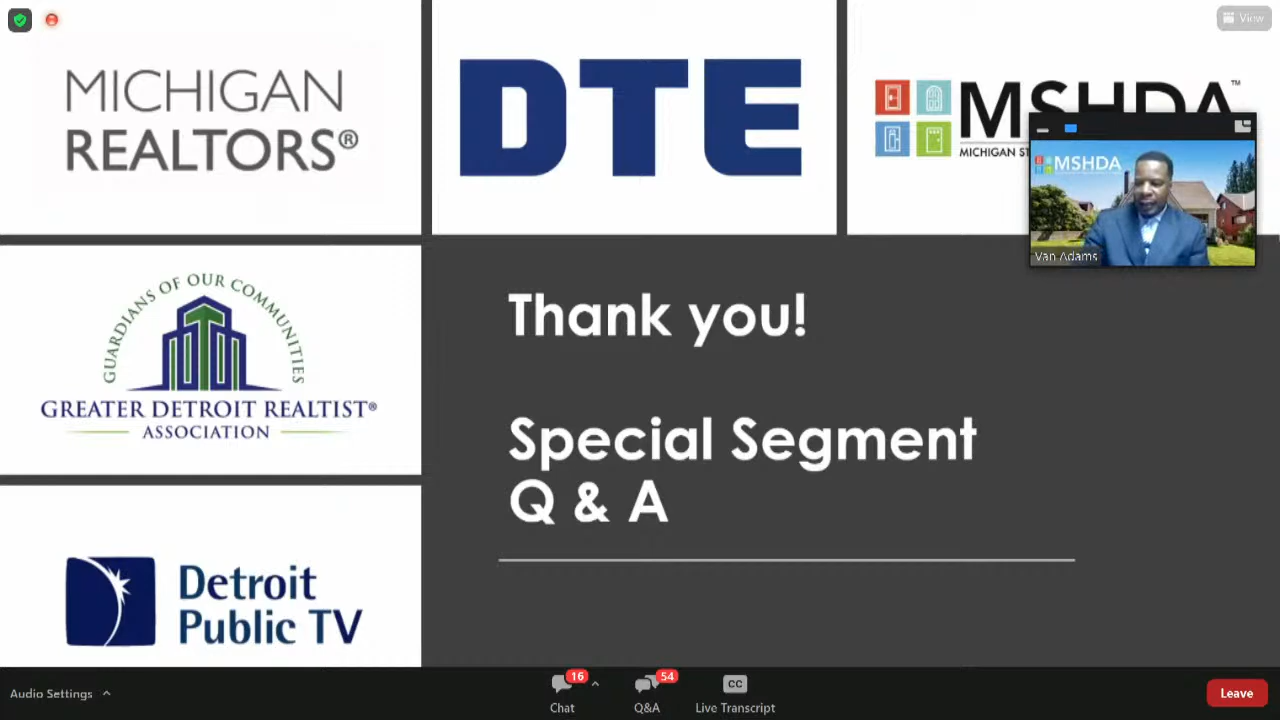 View
MICHIGAN
REALTORS®
DTE
MSHDA™
MICHIGAN ST
MSHDA
Van Adams
GUARDIANS OF OUR COMMUNITIES
GREATER DETROIT REALTIST®
ASSOCIATION
Thank you!
Special Segment
Q & A
Detroit
Public TV
Audio Settings
16
Chat
54
Q&A
CC
Live Transcript
Leave